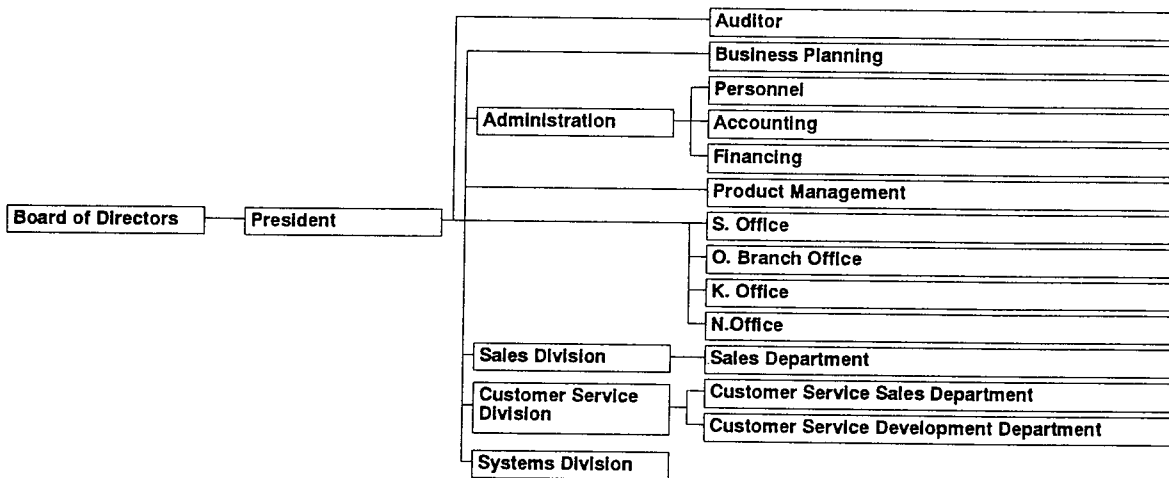 Auditor
Business Planning
Personnel
Administration
Accounting
Financing
Product Management
Board of Directors
President
S. Office
O. Branch Office
K. Office
N.Office
Sales Division
Sales Department
Customer Service
Division
Customer Service Sales Department
Customer Service Development Department
Systems Division